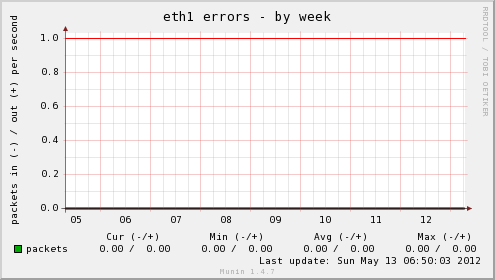 eth1 errors - by week
RRDTOOL / TOBI OETIKER
packets in (-) / out (+) per second
1.0
0.8
0.6
0.4
0.2
0.0
05 06 07 08 09 10 11 12
Cur (-/+) Min (-/+) Avg (-/+) Max (-/+)
packets 0.00 / 0.00 0.00 / 0.00 0.00 / 0.00 0.00 / 0.00
Last update: Sun May 13 06:50:03 2012
Munin 1.4.7